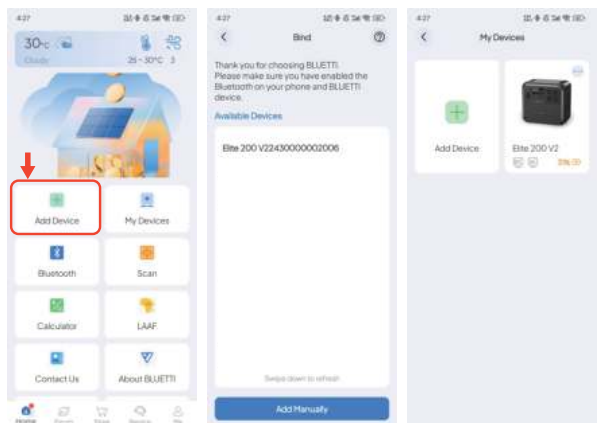 4:27
30°c
Cloudy
25~30°C 3
Add Device
My Devices
Bluetooth
Scan
Calculator
LAAF
Contact Us
About BLUETTI
4:27
Bind
Thank you for choosing BLUETTI.
Please make sure you have enabled the
Bluetooth on your phone and BLUETTI
device.
Available Devices
Elite 200 V22430000002006
Swipe down to refresh
Add Manually
4:27
My Devices
Add Device
Elite 200 V2